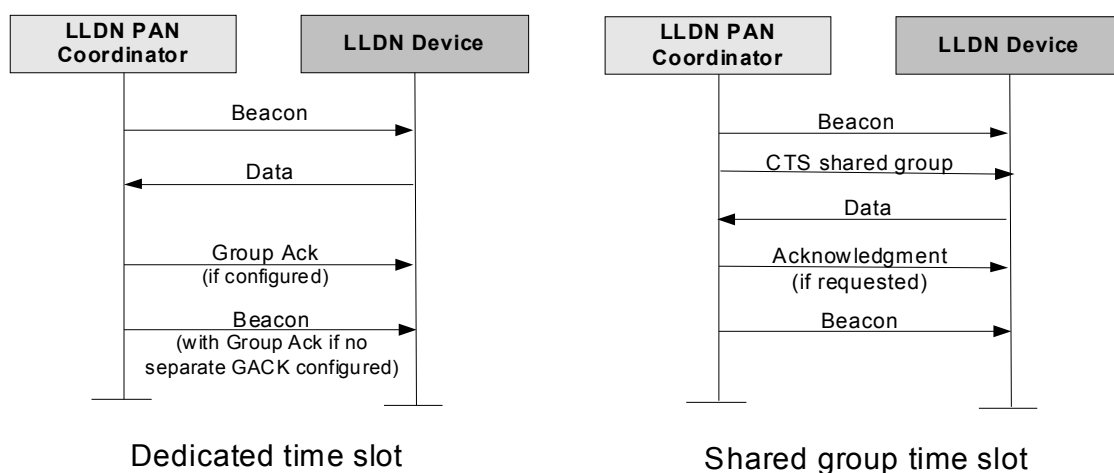 LLDN PAN
Coordinator
LLDN Device
Beacon
Data
Group Ack
(if configured)
Beacon
(with Group Ack if no
separate GACK configured)
Dedicated time slot
LLDN PAN
Coordinator
LLDN Device
Beacon
CTS shared group
Data
Acknowledgment
(if requested)
Beacon
Shared group time slot